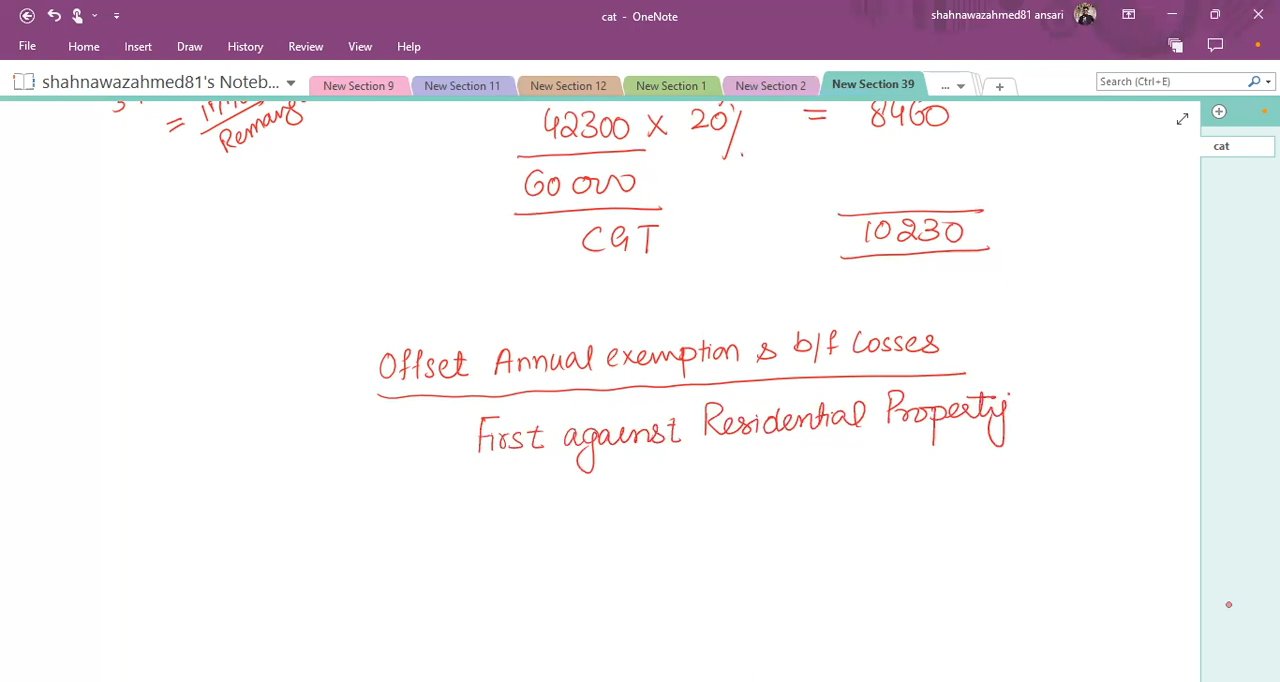 cat - OneNote
shahnawazahmed81 ansari
File Home Insert Draw History Review View Help
shahnawazahmed81's Noteb... New Section 9 New Section 11 New Section 12 New Section 1 New Section 2 New Section 39 ... + Search (Ctrl+E)
cat
=
42300 × 20% = 8460
60000
CGT 10230
Offset Annual exemption & b/f Losses
First against Residential Property